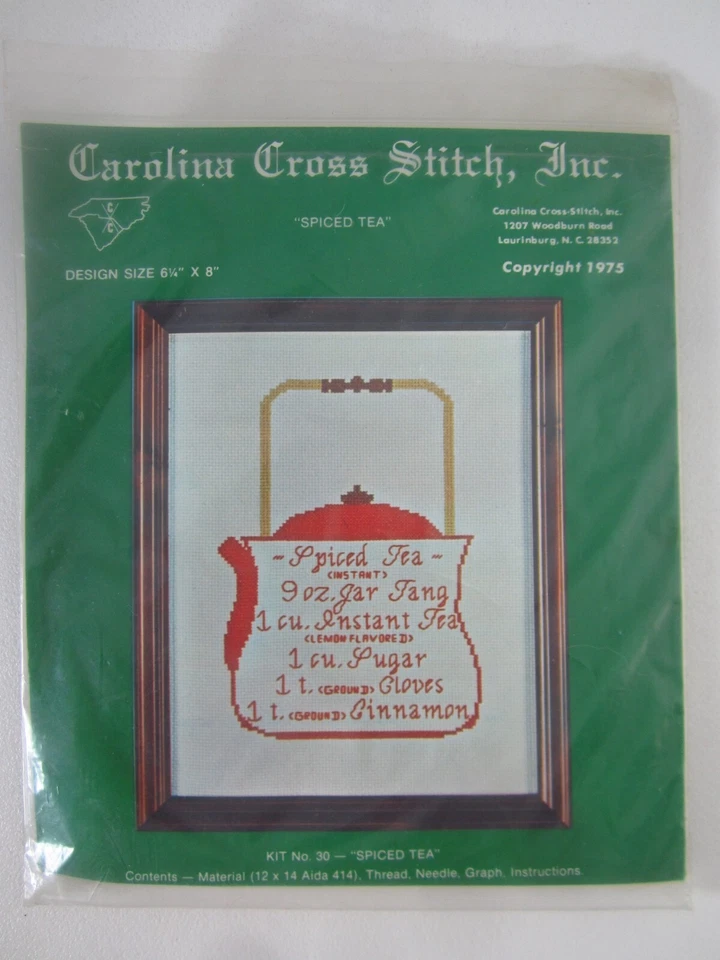 Carolina Cross Stitch, Inc.
C
C
"SPICED TEA"
Carolina Cross-Stitch, Inc.
1207 Woodburn Road
Laurinburg, N. C. 28352
DESIGN SIZE 6¼" X 8"
Copyright 1975
~Spiced Tea~
(INSTANT)
9 oz. Jar Tang
1 cu. Instant Tea
(LEMON FLAVORED)
1 cu. Sugar
1 t. (GROUND) Cloves
1 t. (GROUND) Cinnamon
KIT No. 30 — "SPICED TEA"
Contents — Material (12 x 14 Aida 414), Thread, Needle, Graph, Instructions.